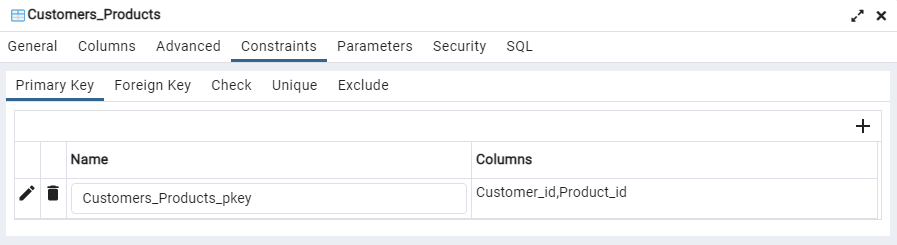 Customers_Products
General Columns Advanced Constraints Parameters Security SQL
Primary Key Foreign Key Check Unique Exclude
Name Columns
Customers_Products_pkey Customer_id,Product_id